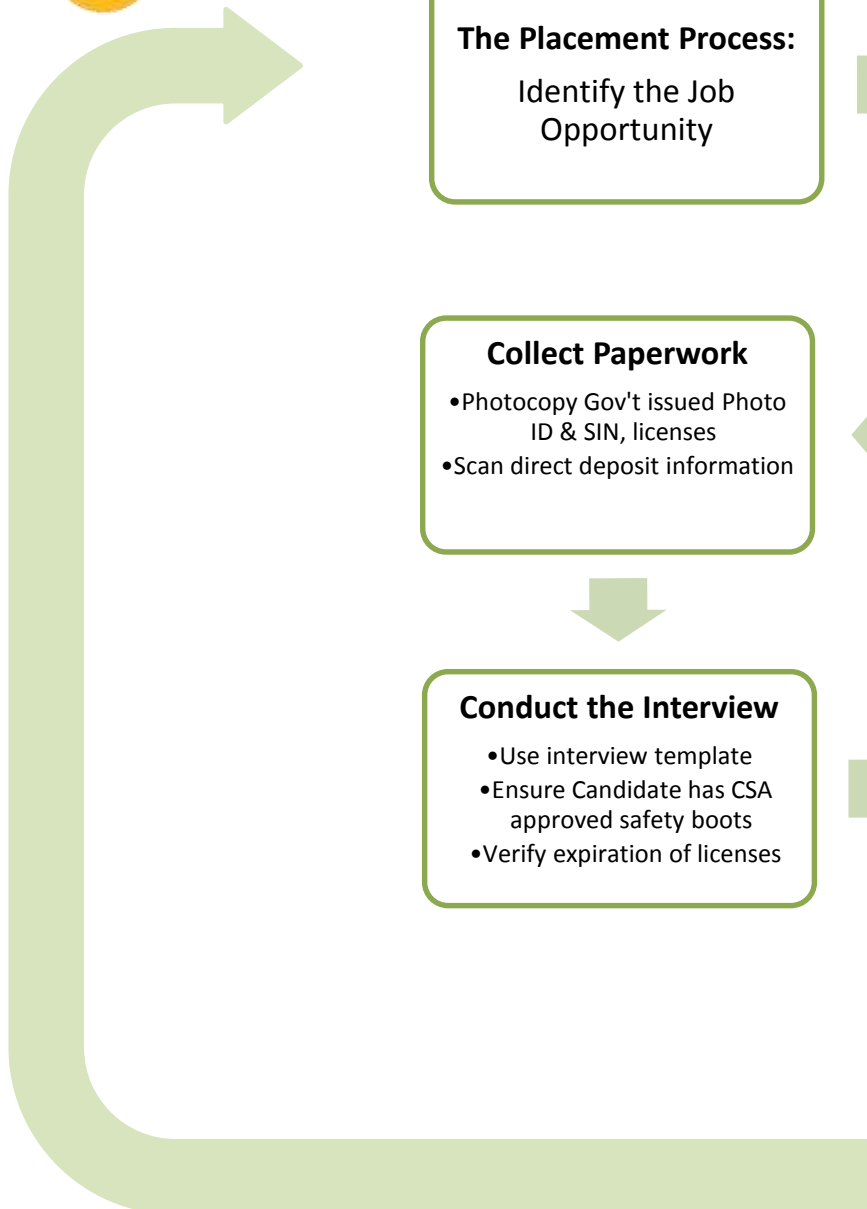 The Placement Process:
Identify the Job
Opportunity
Collect Paperwork
•Photocopy Gov't issued Photo
ID & SIN, licenses
•Scan direct deposit information
Conduct the Interview
•Use interview template
•Ensure Candidate has CSA
approved safety boots
•Verify expiration of licenses